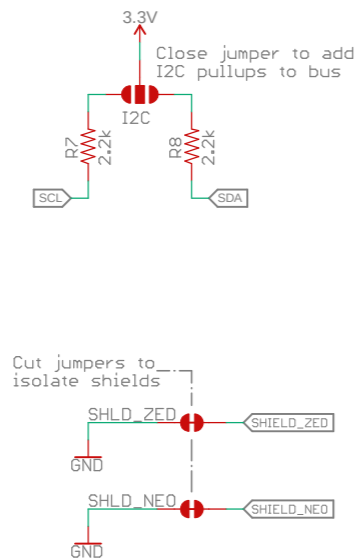 3.3V
Close jumper to add
I2C pullups to bus
I2C
R7
2.2k
R8
2.2k
SCL
SDA
Cut jumpers to
isolate shields
SHLD_ZED
SHIELD_ZED
GND
SHLD_NEO
SHIELD_NEO
GND